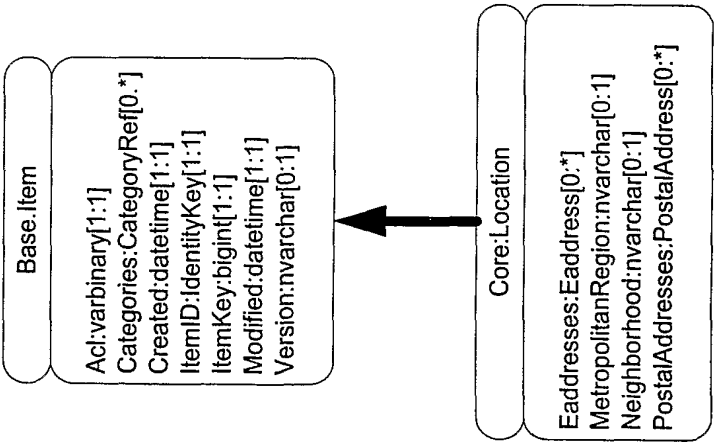 Base.Item
Acl:varbinary[1:1]
Categories:CategoryRef[0.*]
Created:datetime[1:1]
ItemID:IdentityKey[1:1]
ItemKey:bigint[1:1]
Modified:datetime[1:1]
Version:nvarchar[0:1]
Core:Location
Eaddresses:Eaddress[0:*]
MetropolitanRegion:nvarchar[0:1]
Neighborhood:nvarchar[0:1]
PostalAddresses:PostalAddress[0:*]